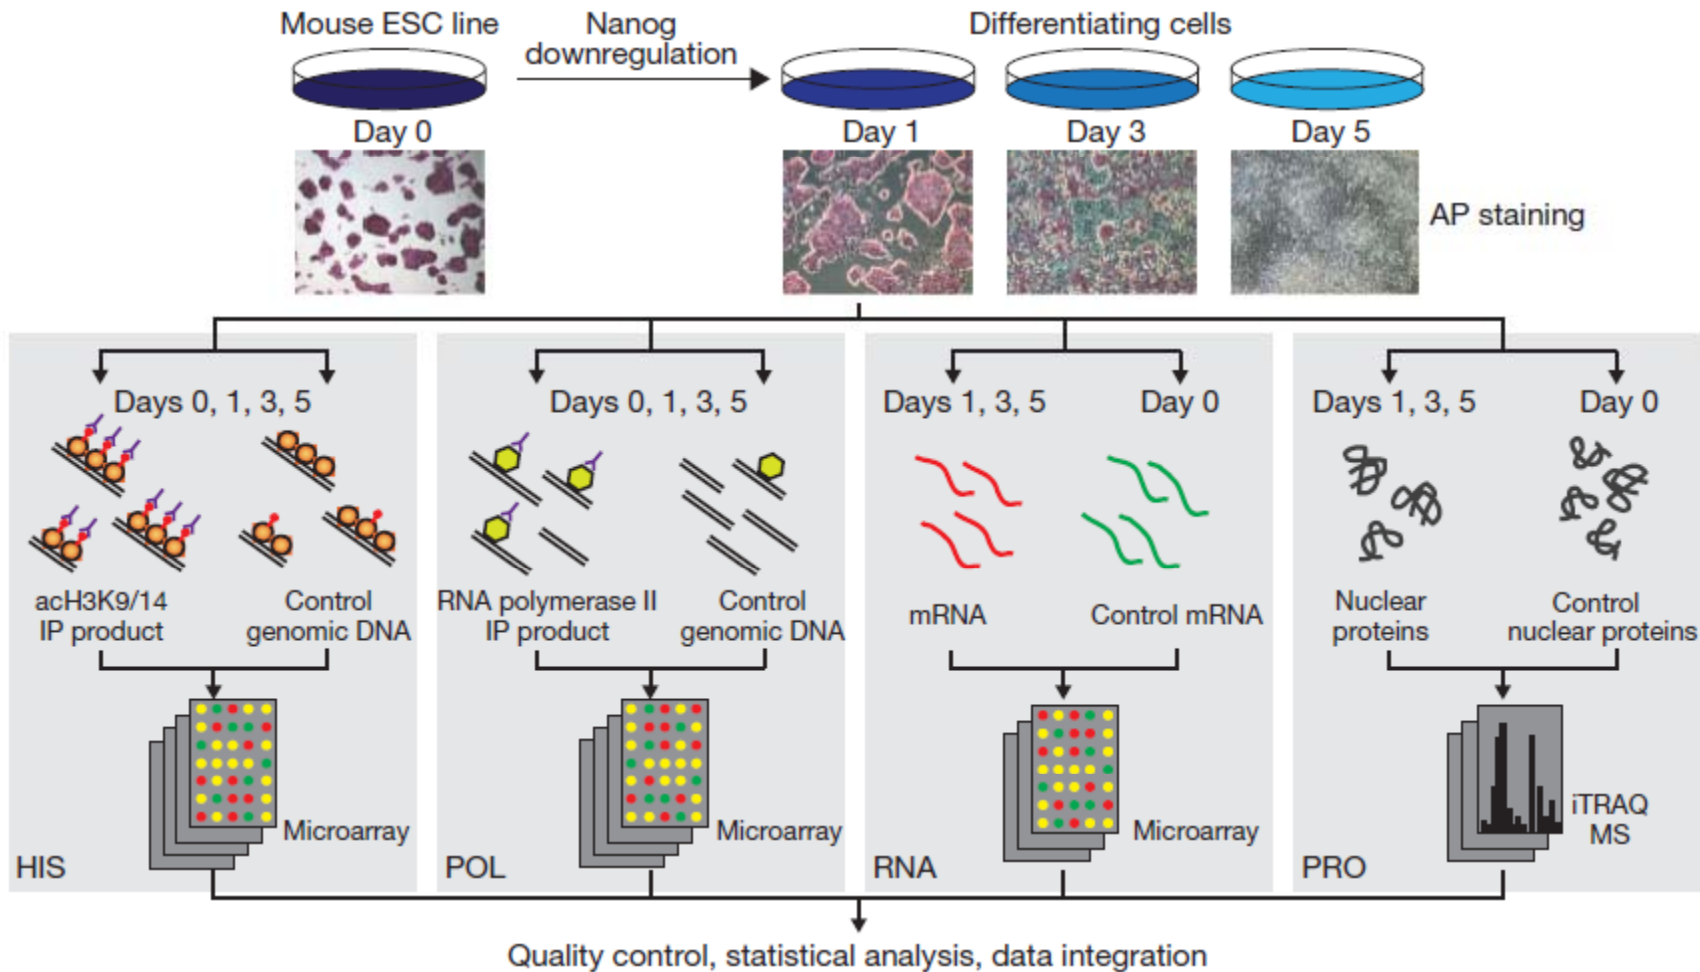 Mouse ESC line
Nanog
downregulation
Differentiating cells
Day 0
Day 1
Day 3
Day 5
AP staining
Days 0, 1, 3, 5
Days 0, 1, 3, 5
Days 1, 3, 5
Day 0
Days 1, 3, 5
Day 0
acH3K9/14
IP product
Control
genomic DNA
RNA polymerase II
IP product
Control
genomic DNA
mRNA
Control mRNA
Nuclear
proteins
Control
nuclear proteins
Microarray
Microarray
Microarray
iTRAQ
MS
HIS
POL
RNA
PRO
Quality control, statistical analysis, data integration